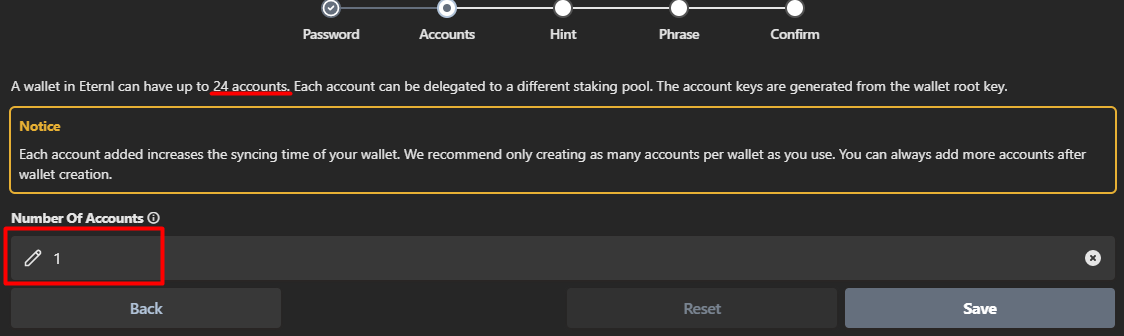 Password Accounts Hint Phrase Confirm
A wallet in Eternl can have up to 24 accounts. Each account can be delegated to a different staking pool. The account keys are generated from the wallet root key.
Notice
Each account added increases the syncing time of your wallet. We recommend only creating as many accounts per wallet as you use. You can always add more accounts after
wallet creation.
Number Of Accounts
1
Back Reset Save